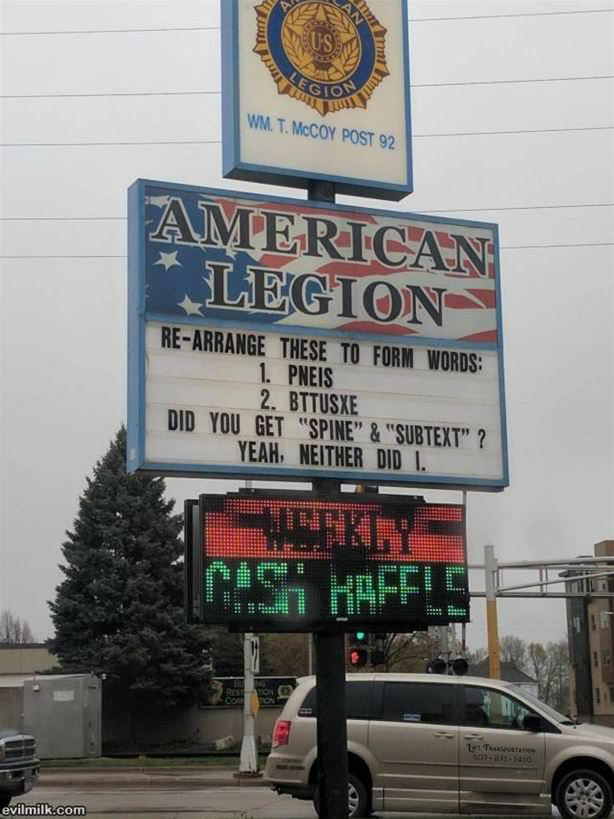 AMERICAN
U·S
LEGION
WM. T. McCOY POST 92
AMERICAN
LEGION
RE-ARRANGE THESE TO FORM WORDS:
1. PNEIS
2. BTTUSXE
DID YOU GET "SPINE" & "SUBTEXT" ?
YEAH, NEITHER DID I.
WEEKLY
CASH RAFFLE
evilmilk.com